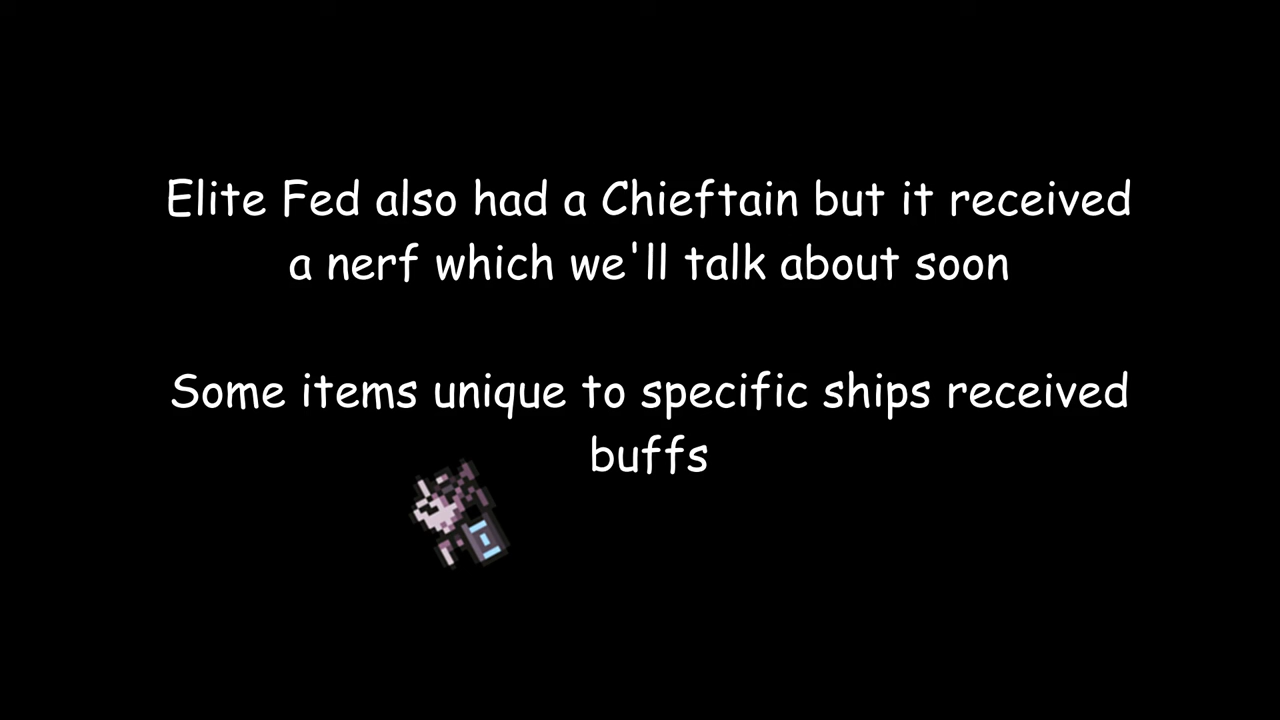 Elite Fed also had a Chieftain but it received
a nerf which we'll talk about soon
Some items unique to specific ships received
buffs